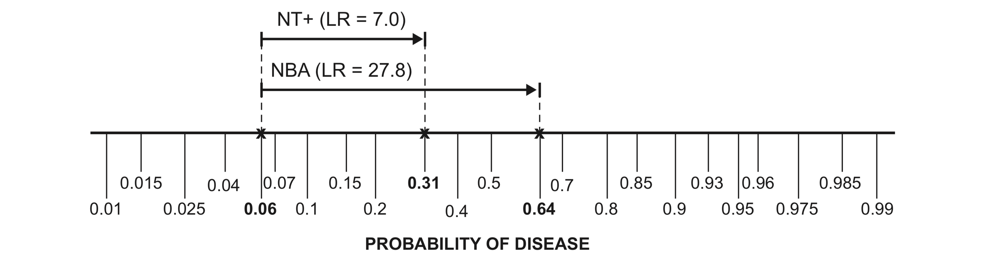 NT+ (LR = 7.0)
NBA (LR = 27.8)
0.015 0.04 0.07 0.15 0.31 0.5 0.7 0.85 0.93 0.96 0.985
0.01 0.025 0.06 0.1 0.2 0.4 0.64 0.8 0.9 0.95 0.975 0.99
PROBABILITY OF DISEASE